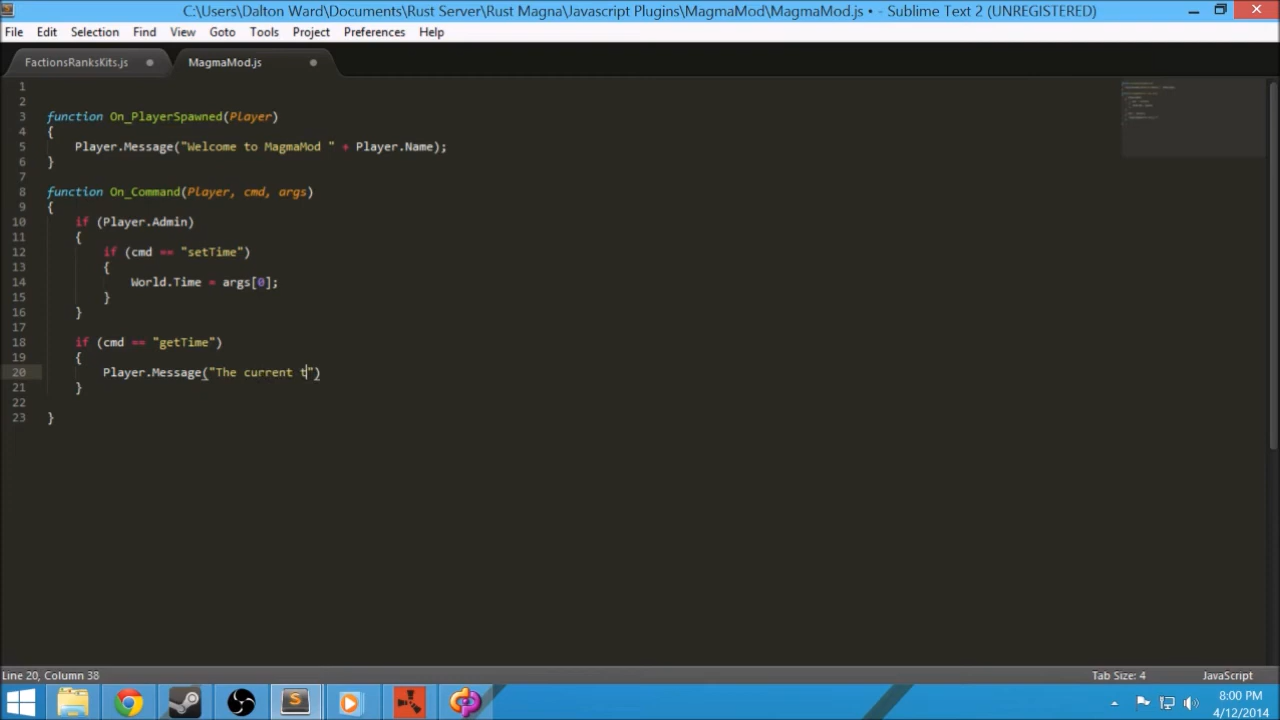 C:\Users\Dalton Ward\Documents\Rust Server\Rust Magna\Javascript Plugins\MagmaMod\MagmaMod.js • - Sublime Text 2 (UNREGISTERED)
File Edit Selection Find View Goto Tools Project Preferences Help
FactionsRanksKits.js MagmaMod.js
1
2
3 function On_PlayerSpawned(Player)
4 {
5 Player.Message("Welcome to MagmaMod " + Player.Name);
6 }
7
8 function On_Command(Player, cmd, args)
9 {
10 if (Player.Admin)
11 {
12 if (cmd == "setTime")
13 {
14 World.Time = args[0];
15 }
16 }
17
18 if (cmd == "getTime")
19 {
20 Player.Message("The current t")
21 }
22
23 }
Line 20, Column 38 Tab Size: 4 JavaScript
8:00 PM
4/12/2014